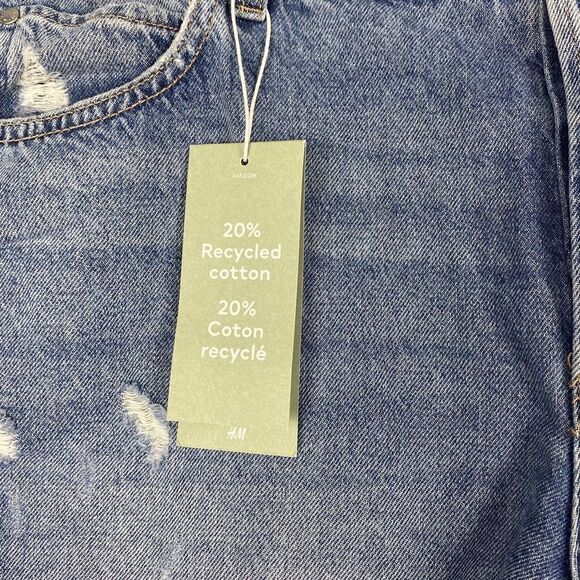 HM.COM
20%
Recycled
cotton
20%
Coton
recyclé
H&M